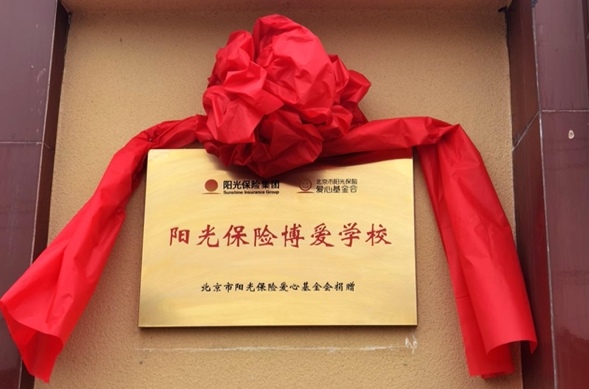 阳光保险集团
Sunshine Insurance Group
北京市阳光保险
爱心基金会
阳光保险博爱学校
北京市阳光保险爱心基金会捐赠